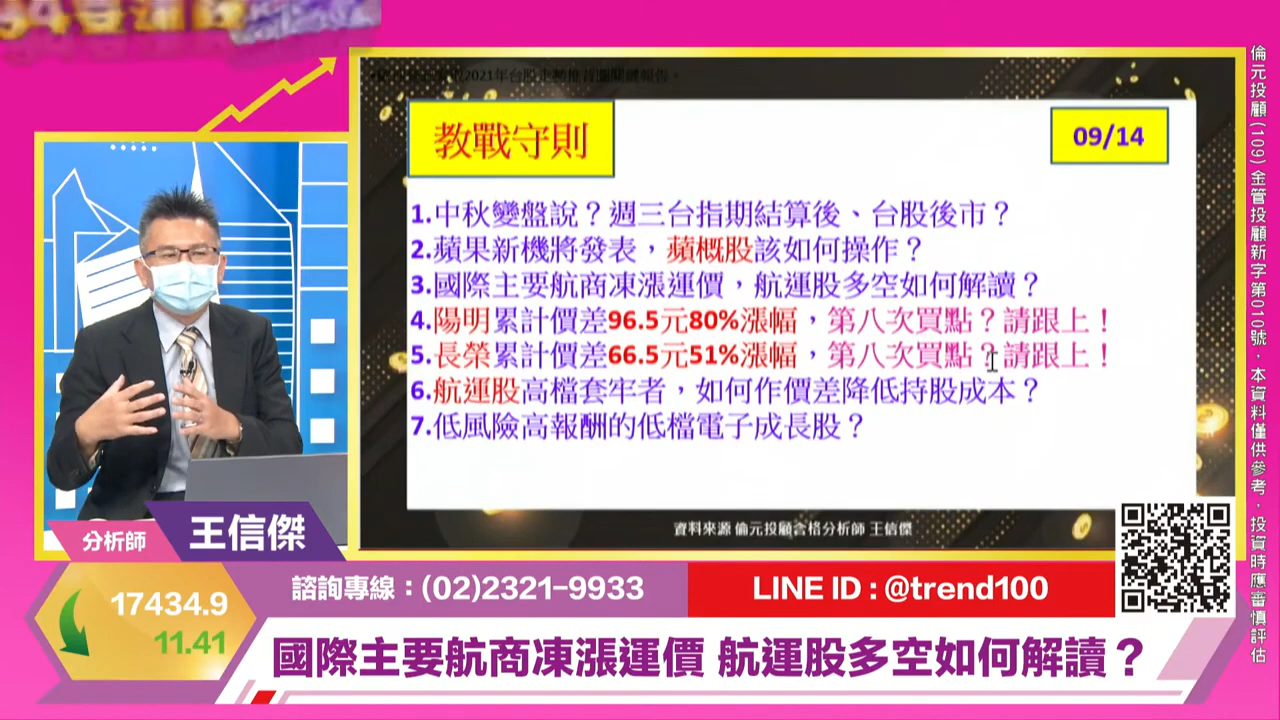 2021年台股走勢
教戰守則
09/14
1.中秋變盤說？週三台指期結算後、台股後市？
2.蘋果新機將發表，蘋概股該如何操作？
3.國際主要航商凍漲運價，航運股多空如何解讀？
4.陽明累計價差96.5元80%漲幅，第八次買點？請跟上！
5.長榮累計價差66.5元51%漲幅，第八次買點？請跟上！
6.航運股高檔套牢者，如何作價差降低持股成本？
7.低風險高報酬的低檔電子成長股？
資料來源 倫元投顧合格分析師 王信傑
倫元投顧(109)金管投顧新字第010號．本資料僅供參考．投資時應審慎評估
分析師 王信傑
諮詢專線：(02)2321-9933
LINE ID : @trend100
17434.9
11.41
國際主要航商凍漲運價 航運股多空如何解讀？